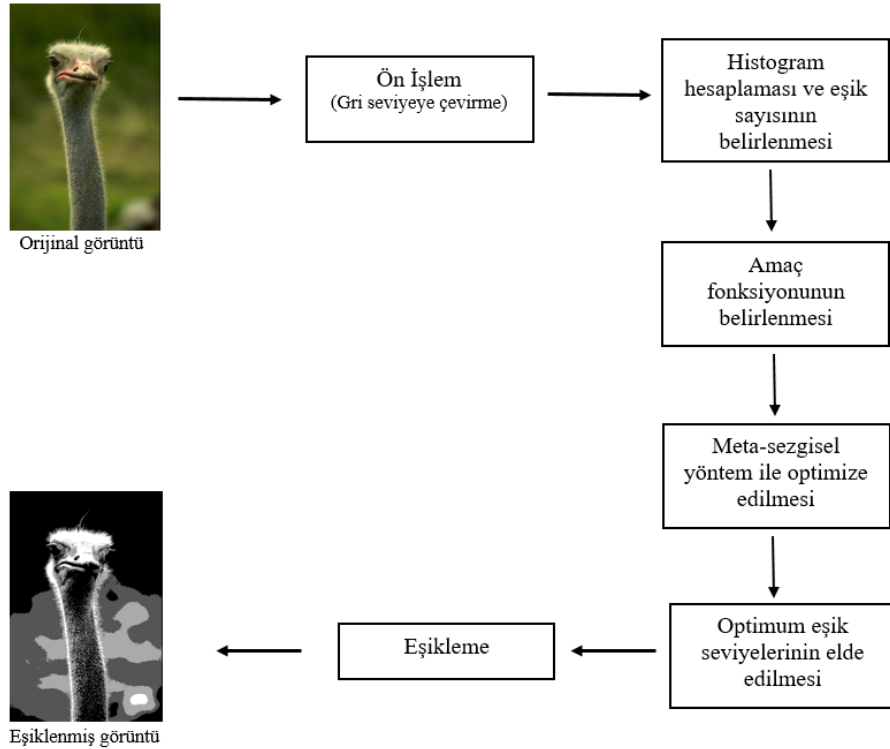 Orijinal görüntü
Ön İşlem
(Gri seviyeye çevirme)
Histogram
hesaplaması ve eşik
sayısının
belirlenmesi
Amaç
fonksiyonunun
belirlenmesi
Meta-sezgisel
yöntem ile optimize
edilmesi
Optimum eşik
seviyelerinin elde
edilmesi
Eşikleme
Eşiklenmiş görüntü